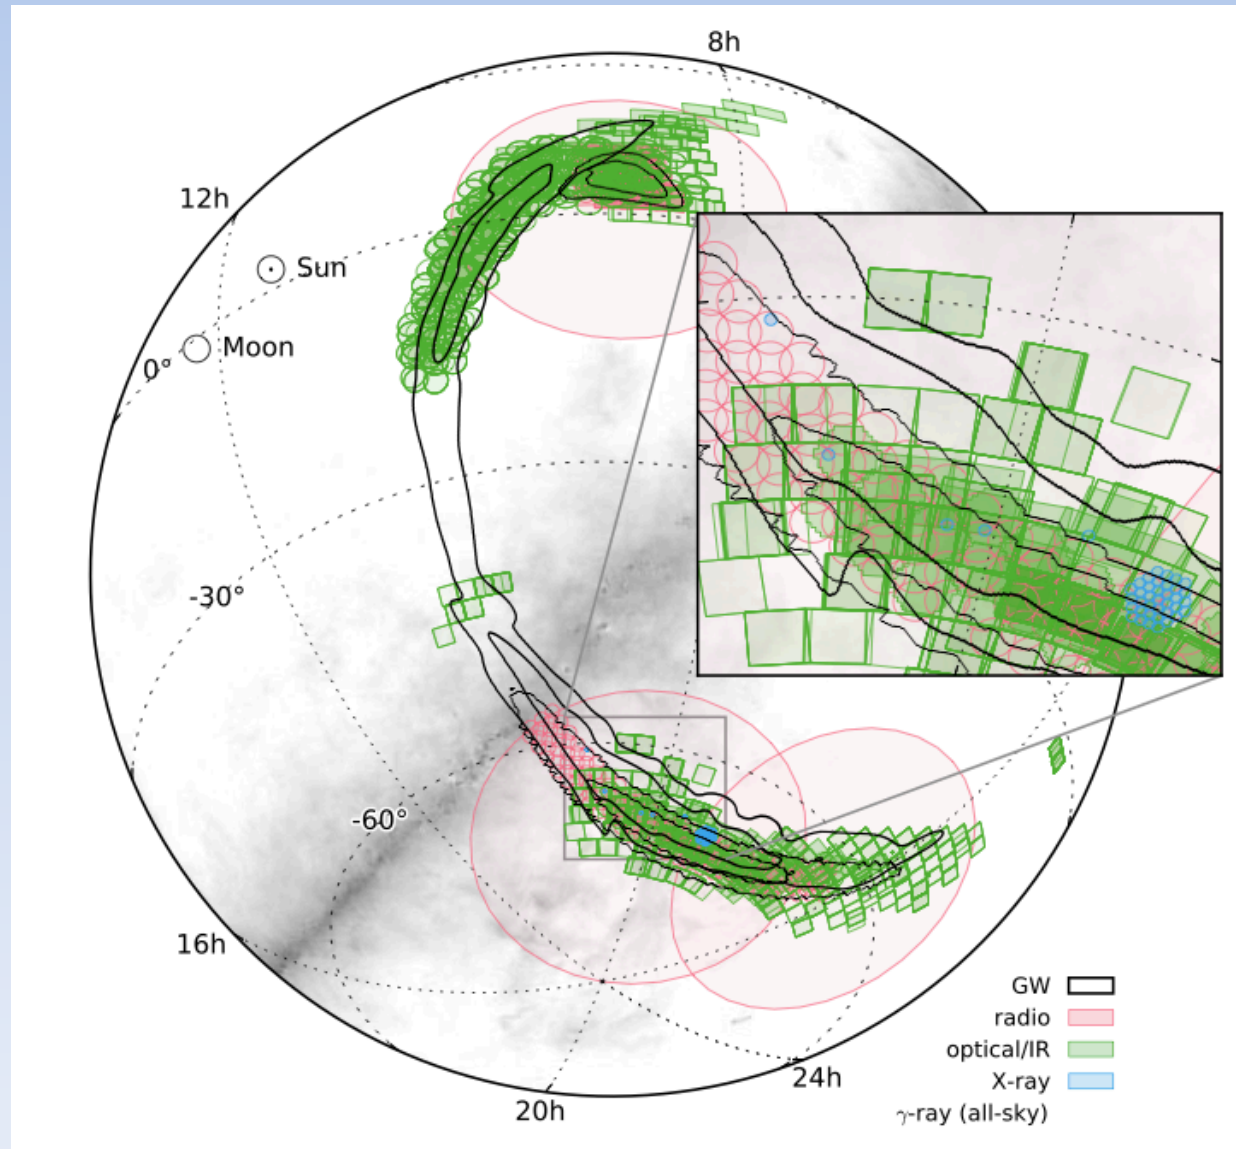 8h
12h
Sun
Moon
0°
-30°
-60°
16h
GW
radio
optical/IR
X-ray
24h
20h
γ-ray (all-sky)